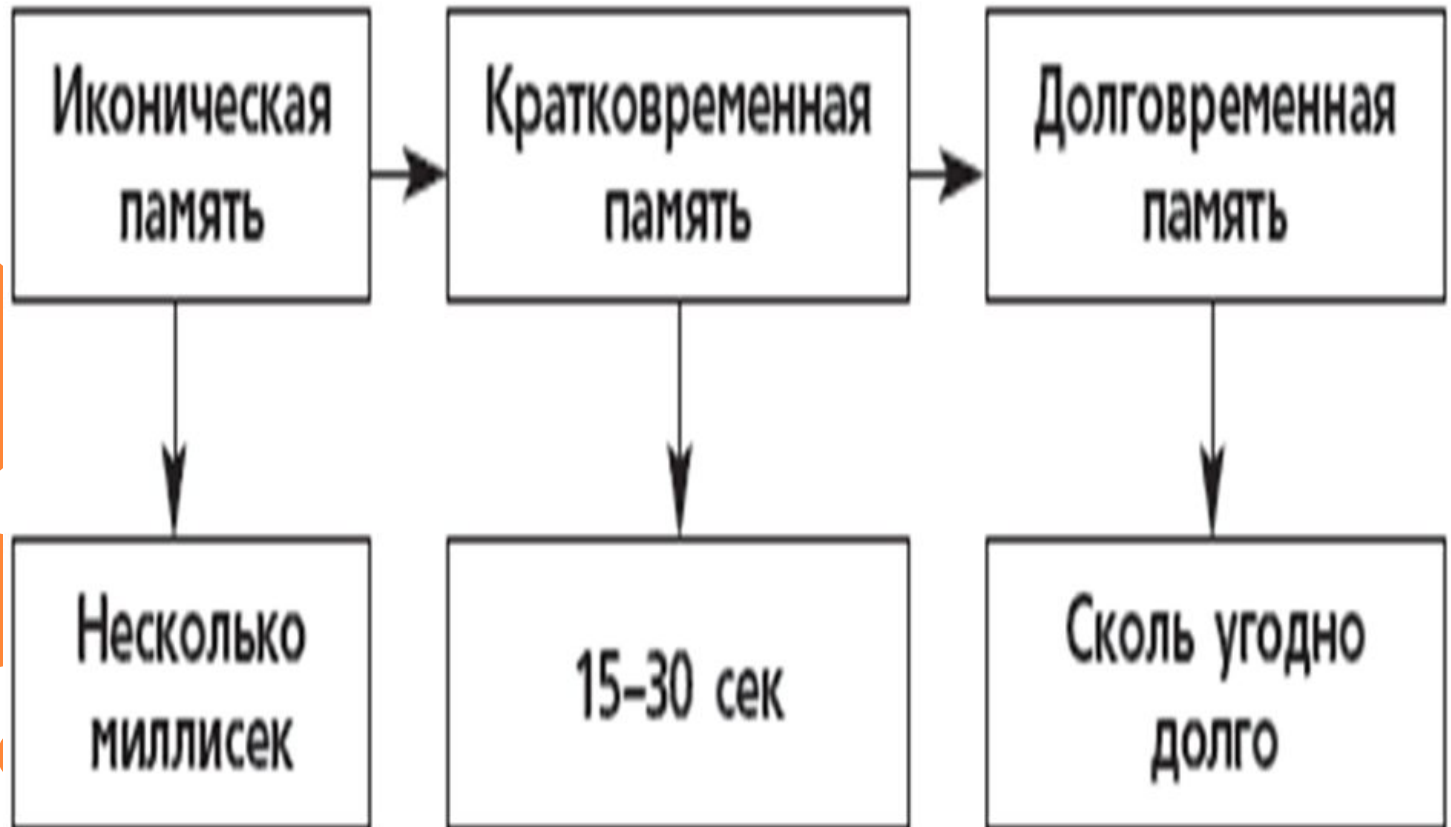 Иконическая
память
Кратковременная
память
Долговременная
память
Несколько
миллисек
15–30 сек
Сколь угодно
долго